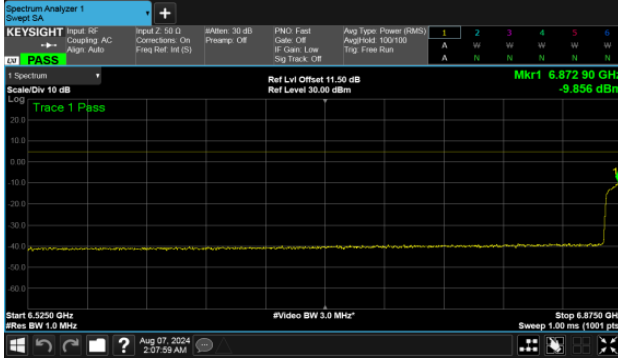 Spectrum Analyzer 1
Swept SA
KEYSIGHT
Input: RF
Coupling: AC
Align: Auto
Input Z: 50 Ω
Corrections: On
Freq Ref: Int (S)
#Atten: 30 dB
Preamp: Off
PNO: Fast
Gate: Off
IF Gain: Low
Sig Track: Off
Avg Type: Power (RMS)
Avg|Hold: 100/100
Trig: Free Run
1 2 3 4 5 6
A W W W W W
A N N N N N
LXI PASS
1 Spectrum
Scale/Div 10 dB
Ref Lvl Offset 11.50 dB
Ref Level 30.00 dBm
Mkr1 6.872 90 GHz
-9.856 dBm
Log
Trace 1 Pass
20.0
10.0
0.00
-10.0
-20.0
-30.0
-40.0
-50.0
-60.0
1
Start 6.5250 GHz
#Res BW 1.0 MHz
#Video BW 3.0 MHz*
Stop 6.8750 GHz
Sweep 1.00 ms (1001 pts
?
Aug 07, 2024
2:07:59 AM